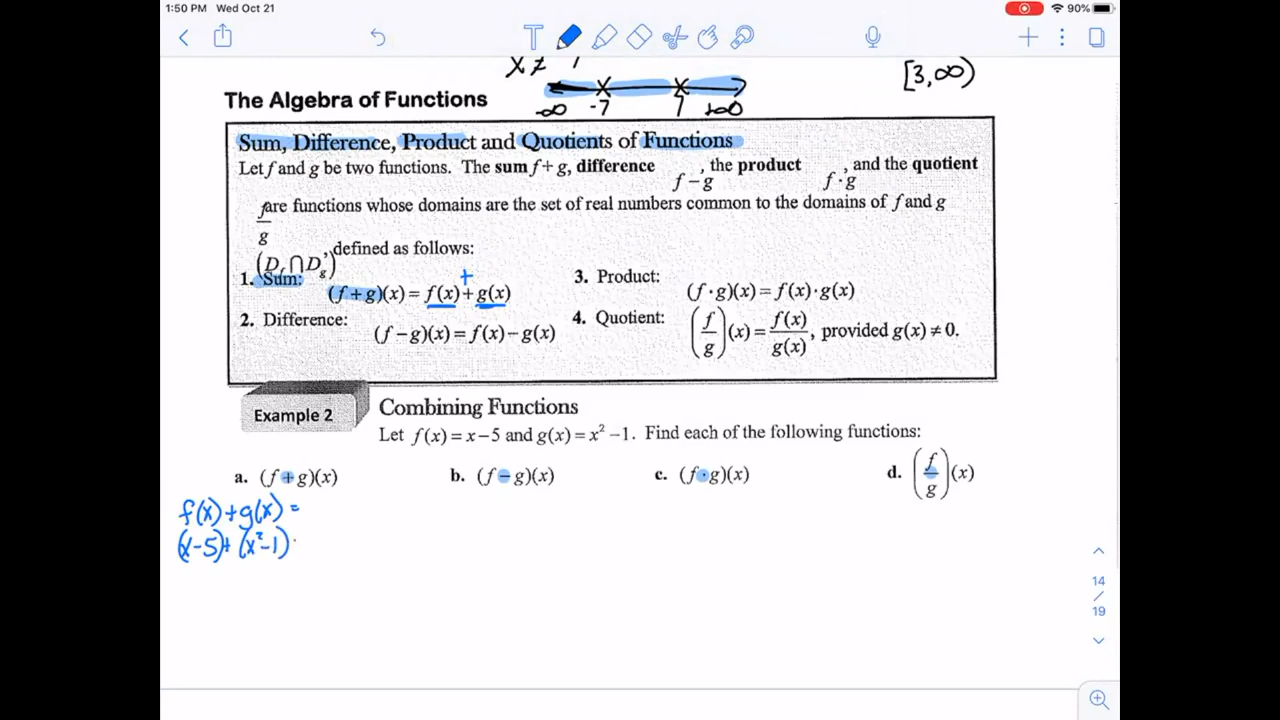 1:50 PM Wed Oct 21
90%
T
x ≠
[3,∞)
-∞ -7 7 +∞
The Algebra of Functions
Sum, Difference, Product and Quotients of Functions
Let f and g be two functions. The sum f+g, difference f−g, the product f·g, and the quotient
f/g are functions whose domains are the set of real numbers common to the domains of f and g
(D_f∩D_g), defined as follows:
1. Sum:
+
(f+g)(x)=f(x)+g(x)
2. Difference:
(f−g)(x)=f(x)−g(x)
3. Product:
(f·g)(x)=f(x)·g(x)
4. Quotient: (f/g)(x)=f(x)/g(x), provided g(x)≠0.
Example 2
Combining Functions
Let f(x)=x−5 and g(x)=x²−1. Find each of the following functions:
a. (f+g)(x)
b. (f−g)(x)
c. (f·g)(x)
d. (f/g)(x)
f(x)+g(x)=
(x-5)+(x²-1)
14
/
19